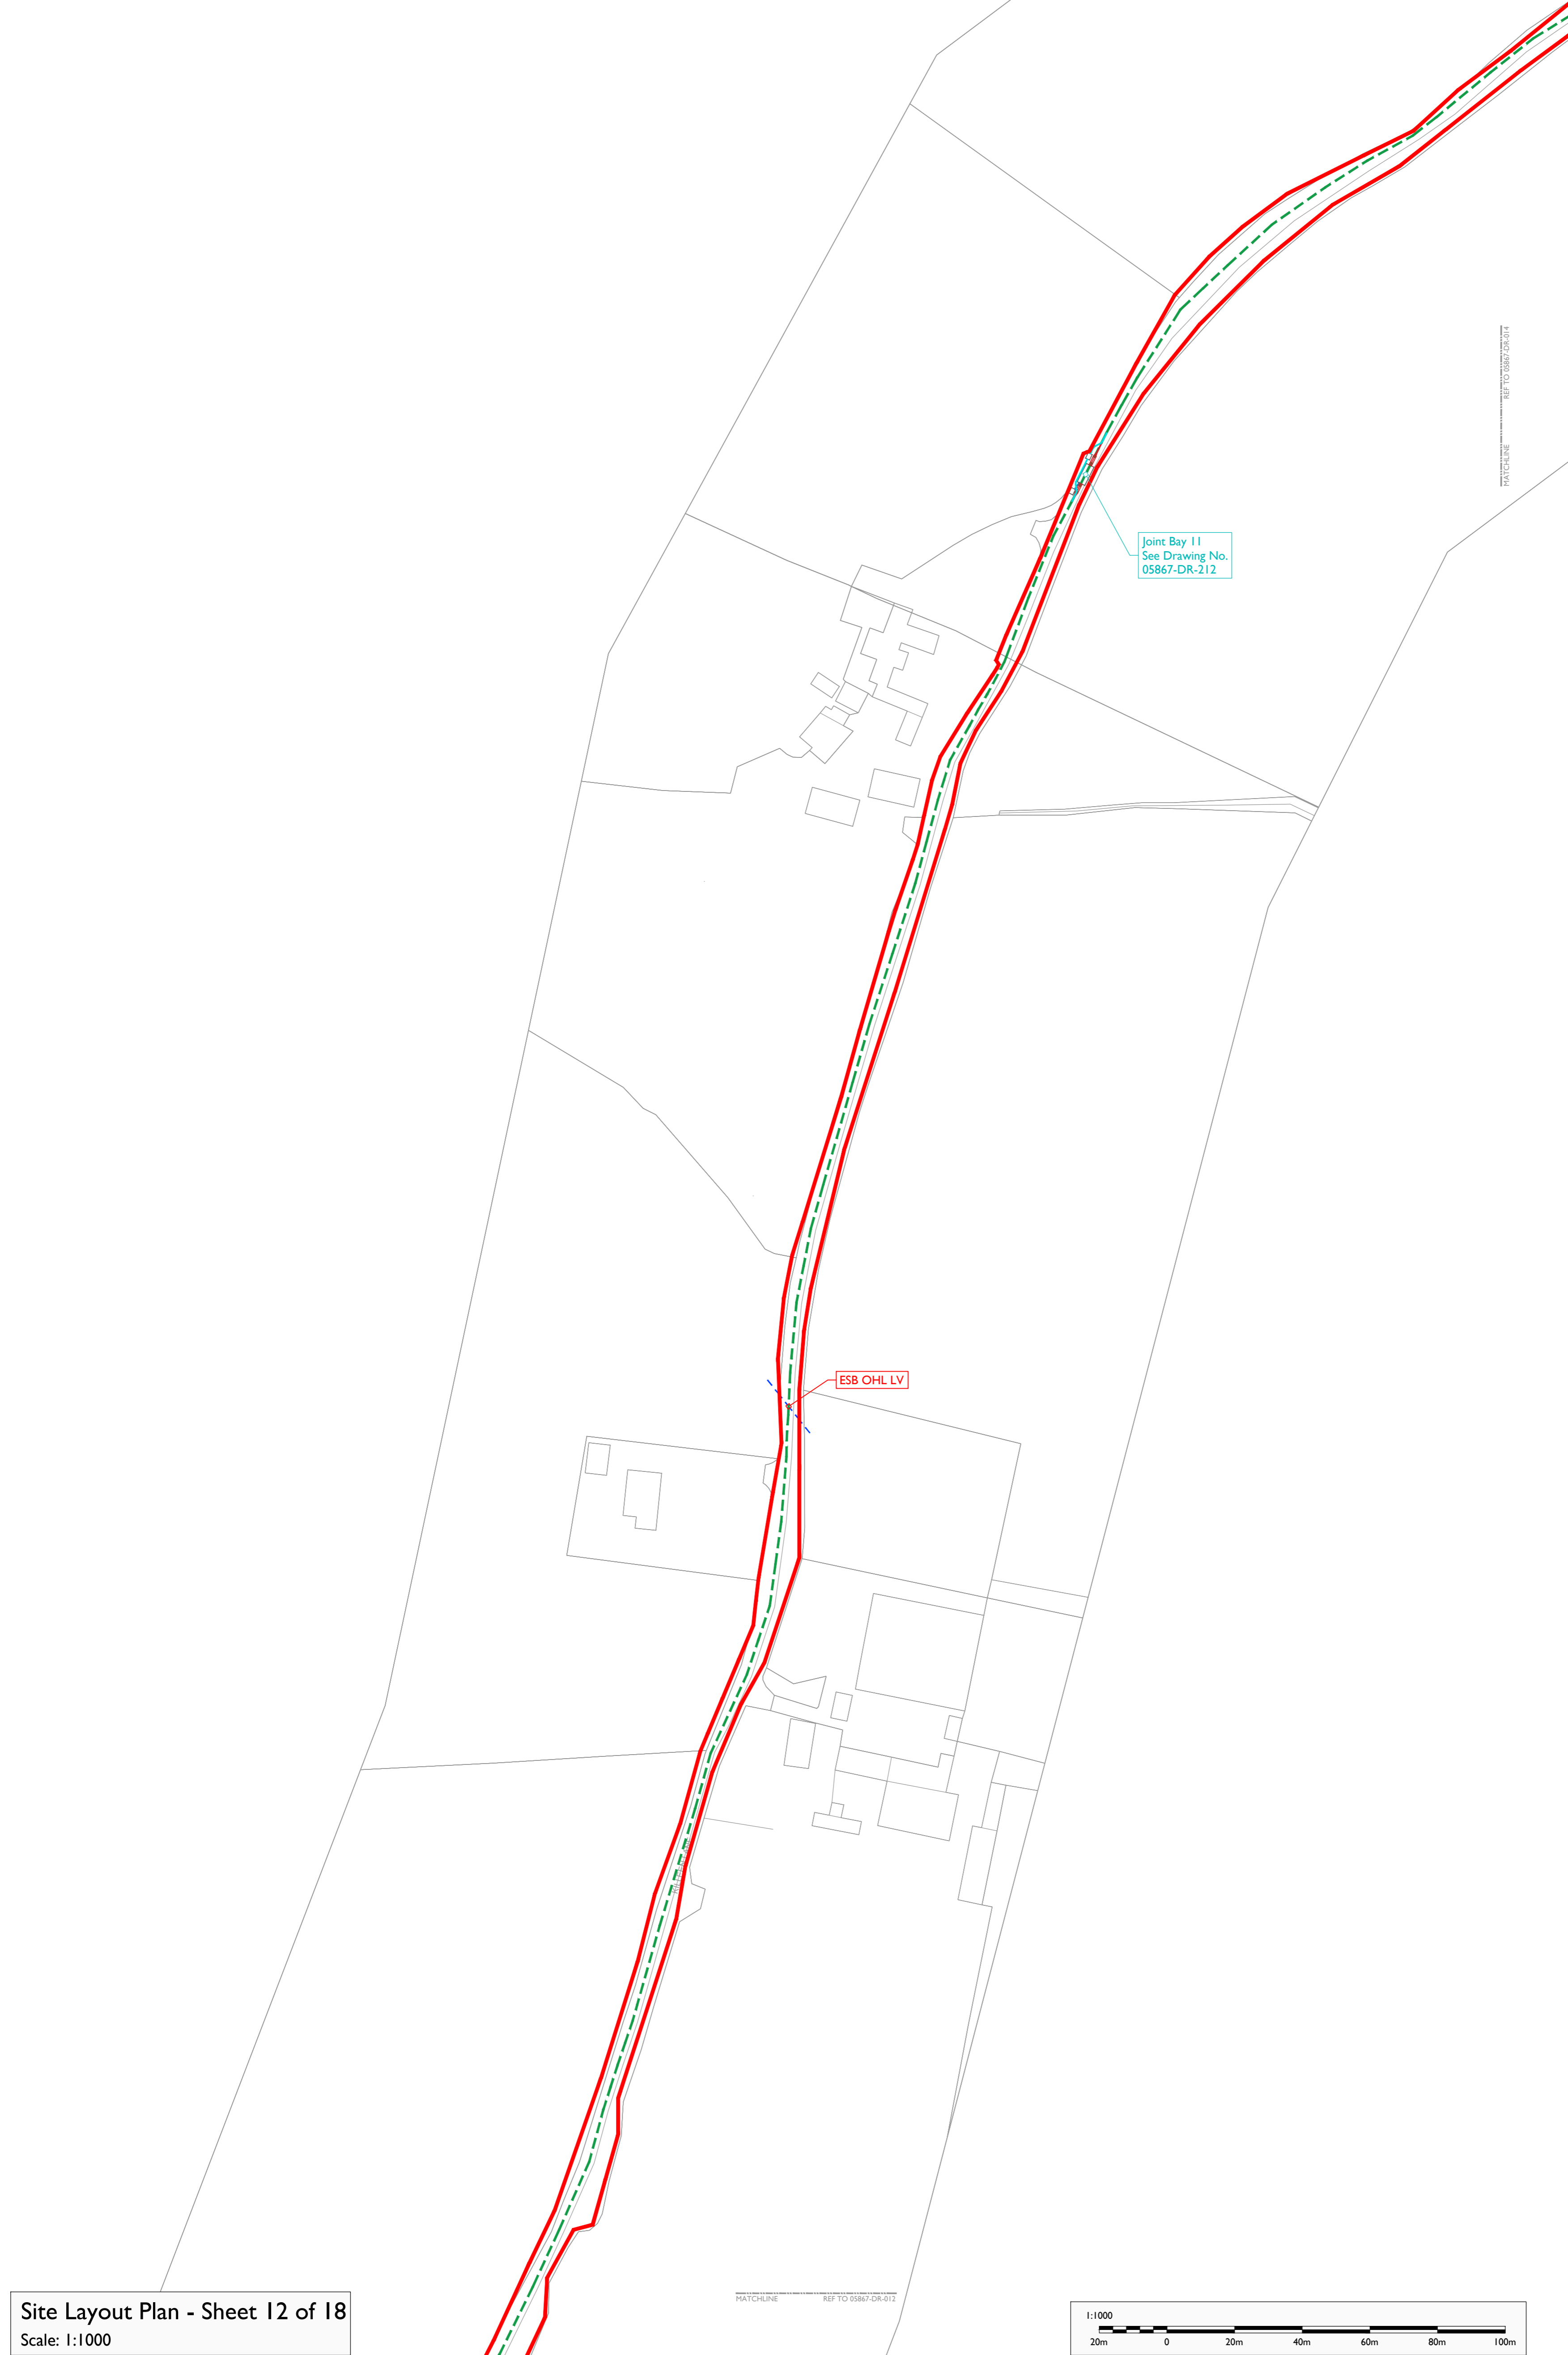 MATCHLINE REF TO 05867-DR-014
Joint Bay 11
See Drawing No.
05867-DR-212
ESB OHL LV
MATCHLINE REF TO 05867-DR-012
Site Layout Plan - Sheet 12 of 18
Scale: 1:1000
1:1000
20m 0 20m 40m 60m 80m 100m